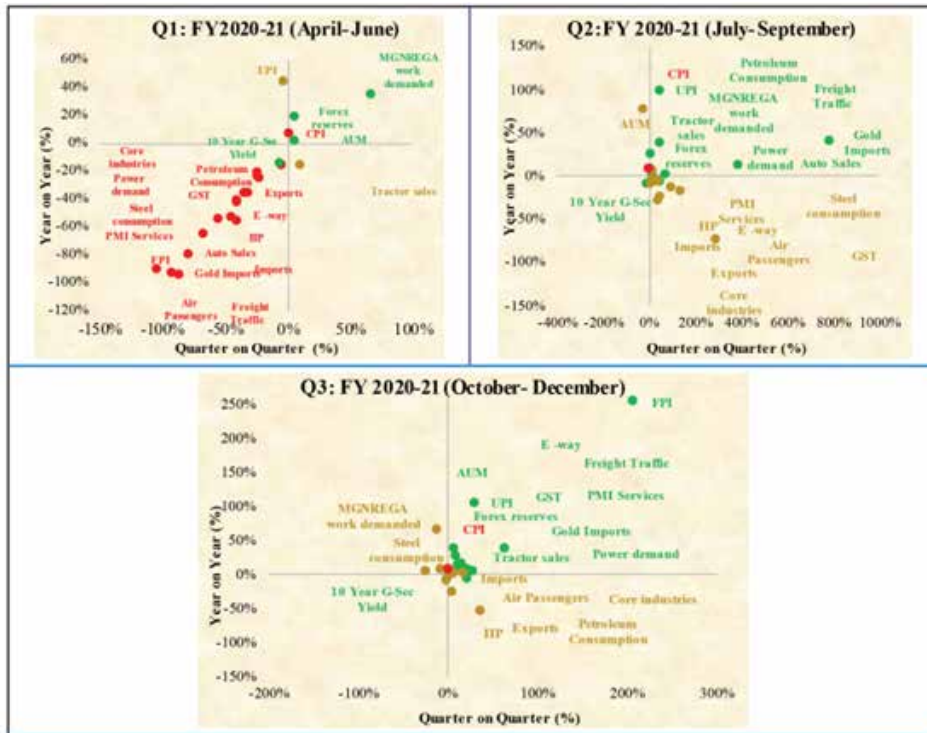 Q1: FY2020-21 (April-June)
60%
40%
20%
0%
-20%
-40%
-60%
-80%
-100%
-120%
Year on Year (%)
UPI
MGNREGA
work
demanded
Forex
reserves
CPI
AUM
10 Year G-Sec
Yield
Core
industries
Petroleum
Consumption
Power
demand
GST
Exports
Tractor sales
Steel
consumption
E -way
PMI Services
IIP
Auto Sales
FPI
Gold Imports
Imports
Air
Passengers
Freight
Traffic
-150%
-100%
-50%
0%
50%
100%
Quarter on Quarter (%)
Q2:FY 2020-21 (July-September)
150%
100%
50%
0%
-50%
-100%
-150%
Year on Year (%)
CPI
UPI
Petroleum
Consumption
AUM
MGNREGA
work
demanded
Freight
Traffic
Tractor
sales
Forex
reserves
Power
demand
Gold
Imports
Auto Sales
10 Year G-Sec
Yield
PMI
Services
Steel
consumption
IIP
E -way
Imports
Air
Passengers
GST
Exports
Core
industries
-400%
-200%
0%
200%
400%
600%
800%
1000%
Quarter on Quarter (%)
Q3: FY 2020-21 (October- December)
250%
200%
150%
100%
50%
0%
-50%
-100%
-150%
Year on Year (%)
FPI
E -way
Freight Traffic
AUM
UPI
GST
PMI Services
MGNREGA
work demanded
Forex reserves
CPI
Gold Imports
Steel
consumption
Tractor sales
Power demand
Imports
10 Year G-Sec
Yield
Air Passengers
Core industries
IIP
Exports
Petroleum
Consumption
-200%
-100%
0%
100%
200%
300%
Quarter on Quarter (%)